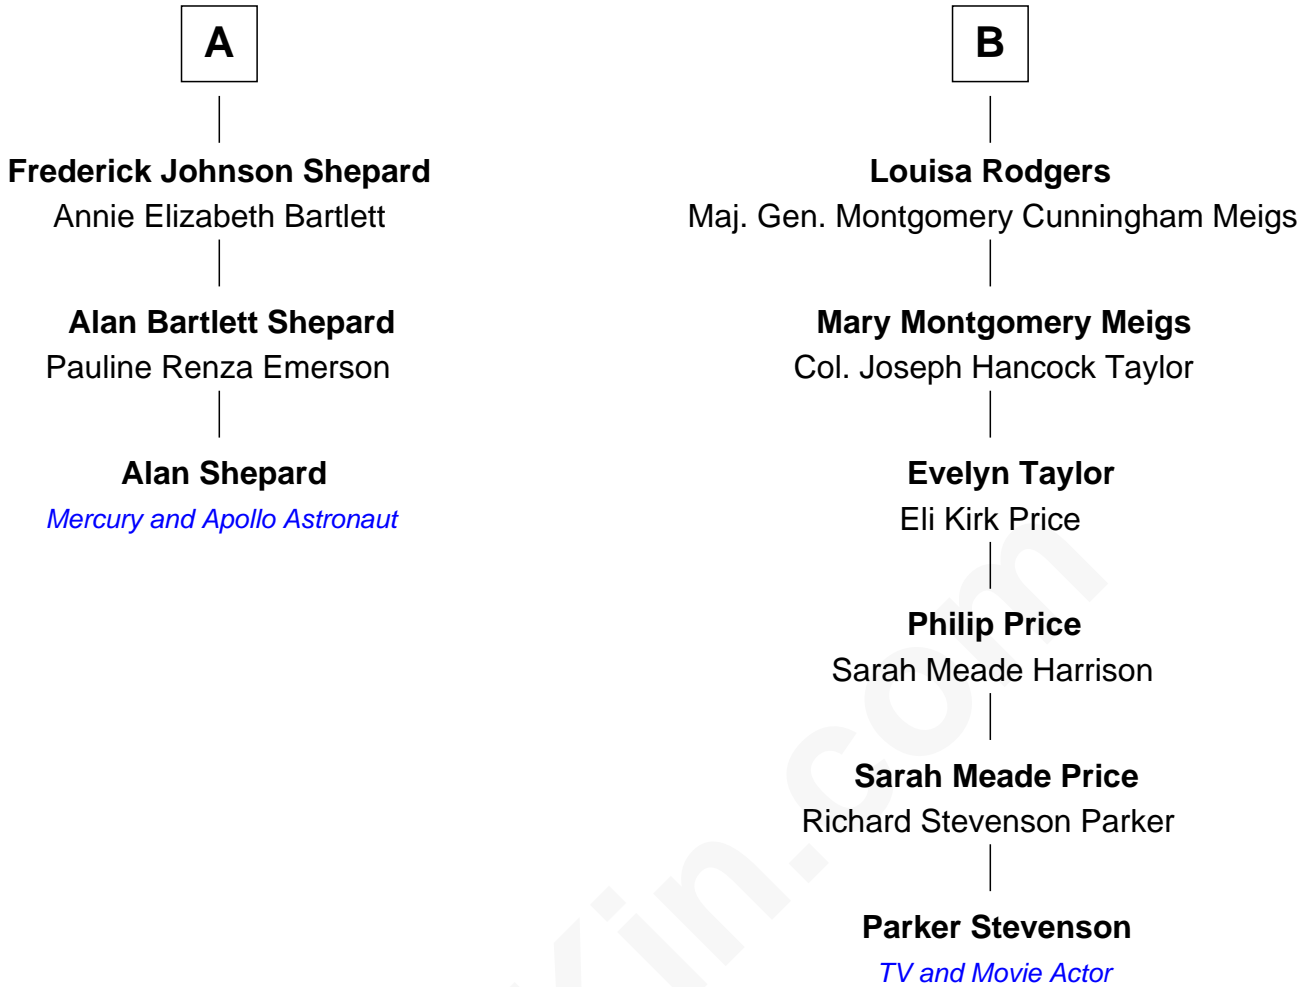 A
Frederick Johnson Shepard
Annie Elizabeth Bartlett
Alan Bartlett Shepard
Pauline Renza Emerson
Alan Shepard
Mercury and Apollo Astronaut
B
Louisa Rodgers
Maj. Gen. Montgomery Cunningham Meigs
Mary Montgomery Meigs
Col. Joseph Hancock Taylor
Evelyn Taylor
Eli Kirk Price
Philip Price
Sarah Meade Harrison
Sarah Meade Price
Richard Stevenson Parker
Parker Stevenson
TV and Movie Actor
Kin.com